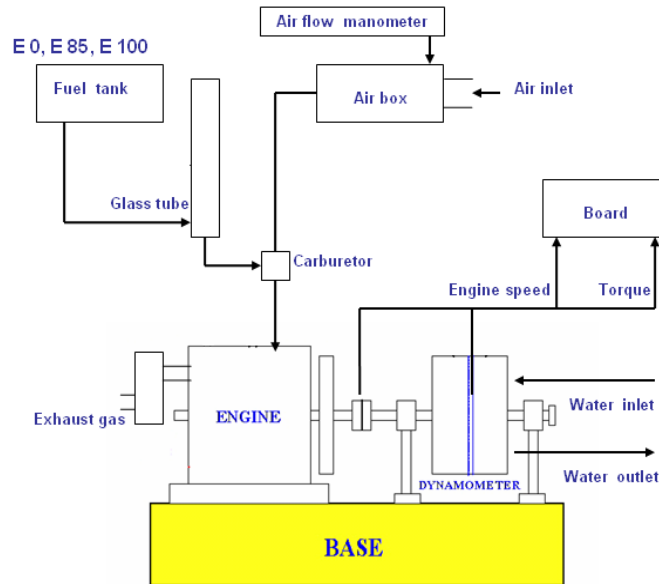 Air flow manometer
E 0, E 85, E 100
Fuel tank
Air box
Air inlet
Glass tube
Board
Carburetor
Engine speed
Torque
ENGINE
Exhaust gas
Water inlet
Water outlet
DYNAMOMETER
BASE